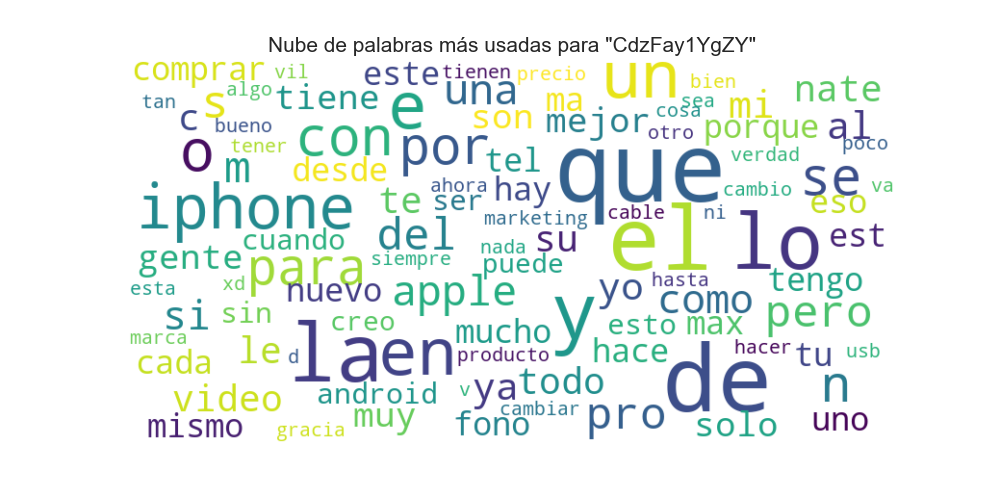 Nube de palabras más usadas para "CdzFay1YgZY"
comprar vil este tienen precio un bien
tan algo s tiene e una ma cosa sea mi nate
c bueno con son mejor otro porque al poco
o tener m desde por tel que verdad se
iphone te ahora hay cambio eso va
ser marketing cable ni
gente cuando del su el lo est
esta xd para siempre nada puede hasta tengo
si sin nuevo apple y yo como pero
marca creo mucho esto max
cada le la en producto hace hacer tu usb
video android v ya todo de n
mismo gracia muy fono cambiar pro solo uno
d